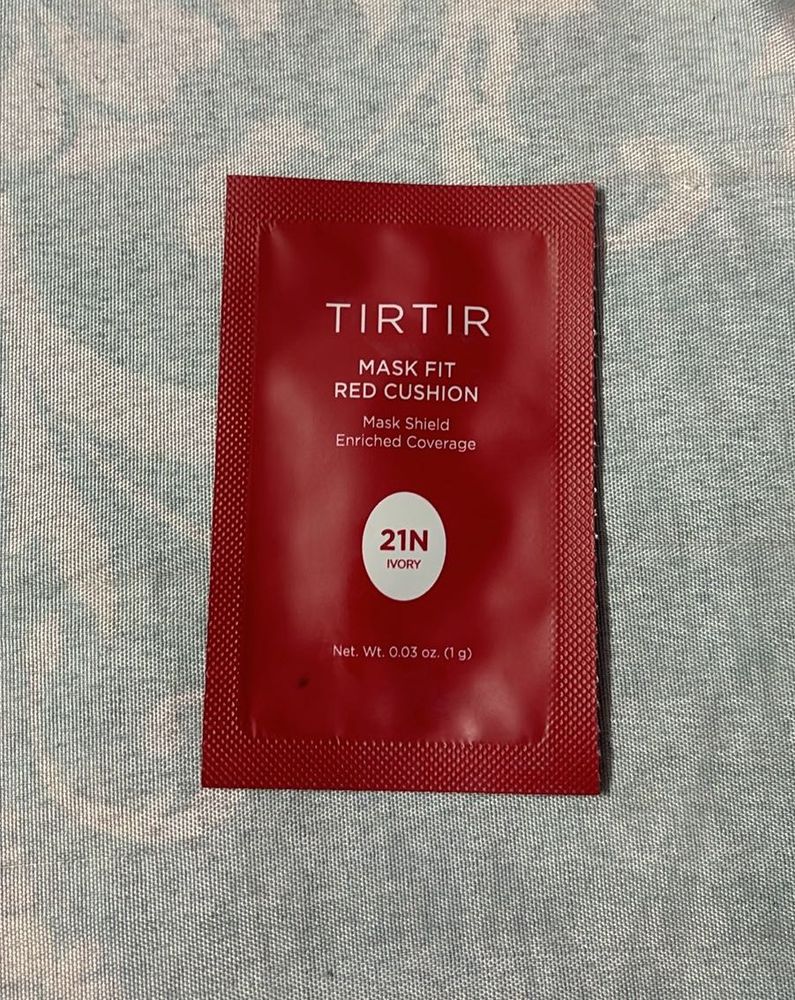 TIRTIR
MASK FIT
RED CUSHION
Mask Shield
Enriched Coverage
21N
IVORY
Net. Wt. 0.03 oz. (1 g)